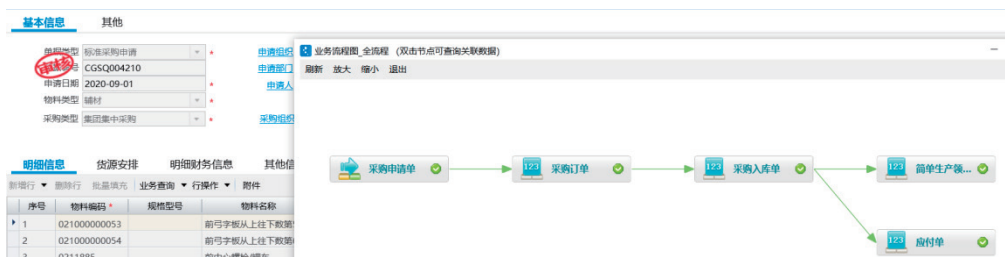 基本信息 其他
单据类型 标准采购申请 * 申请组织
审核
号 CGSQ004210 申请部门
申请日期 2020-09-01 * 申请人
物料类型 辅材 *
采购类型 集团集中采购 * 采购组织
业务流程图_全流程 (双击节点可查询关联数据)
刷新 放大 缩小 退出
采购申请单
123 采购订单
123 采购入库单
123 简单生产领...
123 应付单
明细信息 货源安排 明细财务信息 其他信
新增行 删除行 批量填充 业务查询 行操作 附件
序号 物料编码* 规格型号 物料名称
1 021000000053 前弓字板从上往下数第
2 021000000054 前弓字板从上往下数第
3 0211885